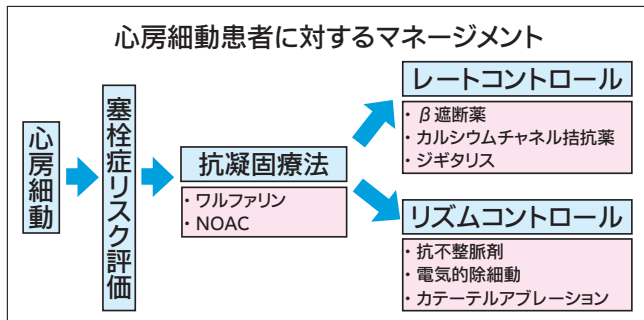 心房細動患者に対するマネージメント
心房細動
塞栓症リスク評価
抗凝固療法
・ワルファリン
・NOAC
レートコントロール
・β遮断薬
・カルシウムチャネル拮抗薬
・ジギタリス
リズムコントロール
・抗不整脈剤
・電気的除細動
・カテーテルアブレーション